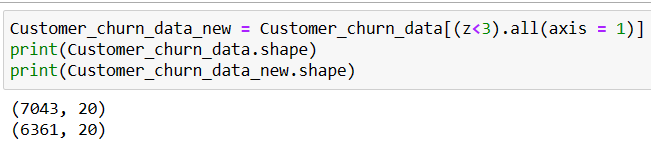 Customer_churn_data_new = Customer_churn_data[(z<3).all(axis = 1)]
print(Customer_churn_data.shape)
print(Customer_churn_data_new.shape)
(7043, 20)
(6361, 20)